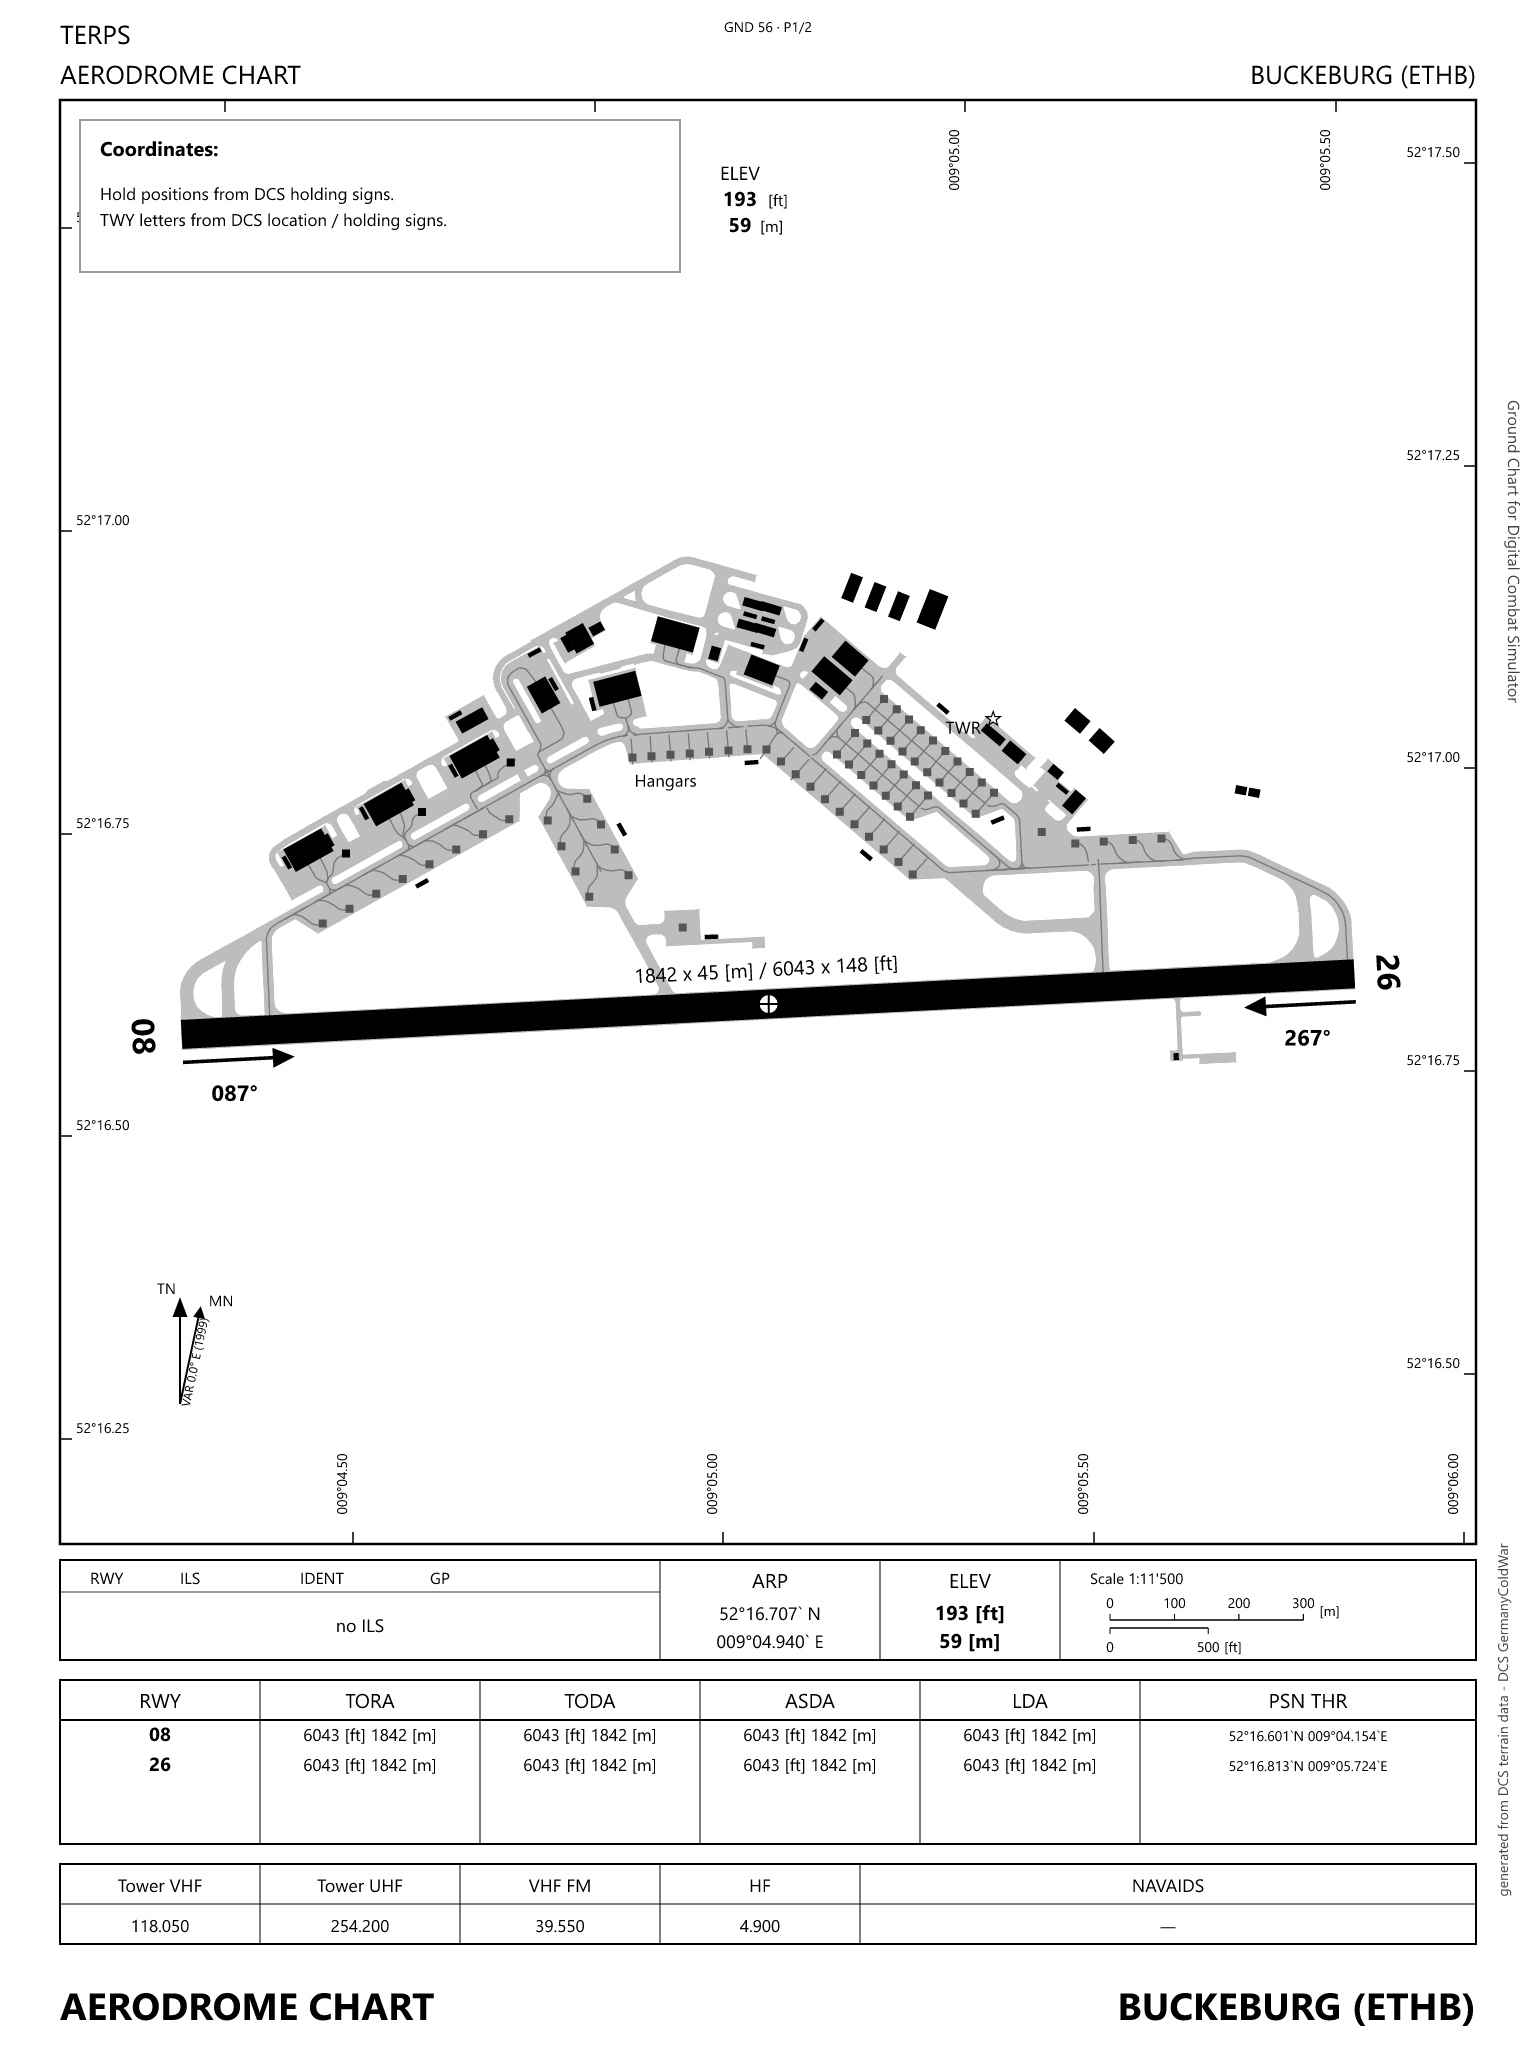 GND 56 · P1/2
TERPS
AERODROME CHART
BUCKEBURG (ETHB)
Coordinates:
Hold positions from DCS holding signs.
TWY letters from DCS location / holding signs.
ELEV
193 [ft]
59 [m]
009°05.00
009°05.50
52°17.50
52°17.25
52°17.00
52°16.75
52°16.50
52°17.00
52°16.75
52°16.50
52°16.25
TWR
Hangars
1842 x 45 [m] / 6043 x 148 [ft]
08
087°
26
267°
TN
MN
VAR 0.0° E (1999)
009°04.50
009°05.00
009°05.50
009°06.00
Ground Chart for Digital Combat Simulator
generated from DCS terrain data - DCS GermanyColdWar
RWY ILS IDENT GP
no ILS
ARP
52°16.707` N
009°04.940` E
ELEV
193 [ft]
59 [m]
Scale 1:11'500
0 100 200 300 [m]
0 500 [ft]
RWY TORA TODA ASDA LDA PSN THR
08 6043 [ft] 1842 [m] 6043 [ft] 1842 [m] 6043 [ft] 1842 [m] 6043 [ft] 1842 [m] 52°16.601`N 009°04.154`E
26 6043 [ft] 1842 [m] 6043 [ft] 1842 [m] 6043 [ft] 1842 [m] 6043 [ft] 1842 [m] 52°16.813`N 009°05.724`E
Tower VHF Tower UHF VHF FM HF NAVAIDS
118.050 254.200 39.550 4.900 —
AERODROME CHART
BUCKEBURG (ETHB)